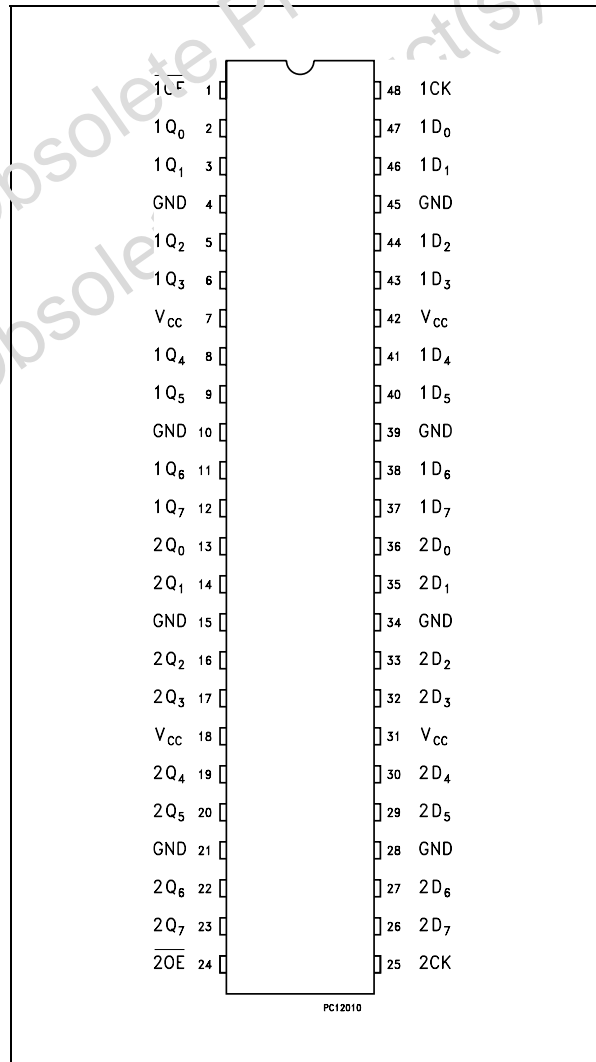 Obsolete Product(s)
Obsolete
1OE 1 48 1CK
1Q0 2 47 1D0
1Q1 3 46 1D1
GND 4 45 GND
1Q2 5 44 1D2
1Q3 6 43 1D3
VCC 7 42 VCC
1Q4 8 41 1D4
1Q5 9 40 1D5
GND 10 39 GND
1Q6 11 38 1D6
1Q7 12 37 1D7
2Q0 13 36 2D0
2Q1 14 35 2D1
GND 15 34 GND
2Q2 16 33 2D2
2Q3 17 32 2D3
VCC 18 31 VCC
2Q4 19 30 2D4
2Q5 20 29 2D5
GND 21 28 GND
2Q6 22 27 2D6
2Q7 23 26 2D7
2OE 24 25 2CK
PC12010